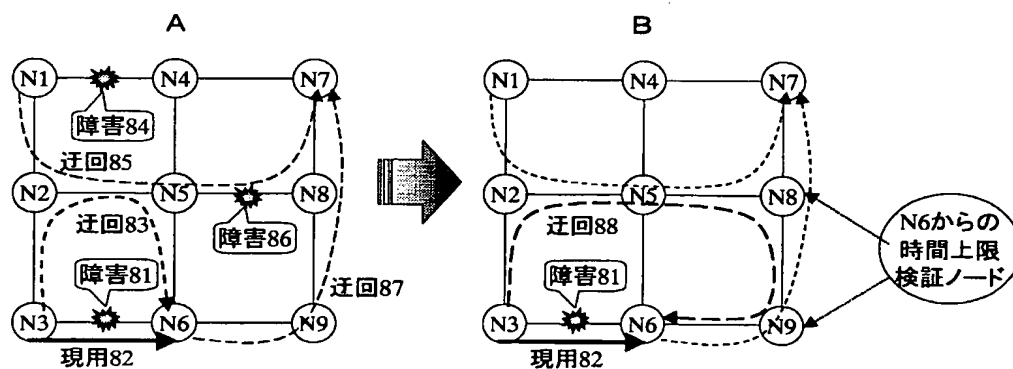 A
B
N1
N4
N7
N1
N4
N7
障害84
迂回85
N2
N5
N8
N2
N5
N8
迂回83
障害86
迂回88
N6からの
時間上限
検証ノード
障害81
迂回87
障害81
N3
N6
N9
N3
N6
N9
現用82
現用82